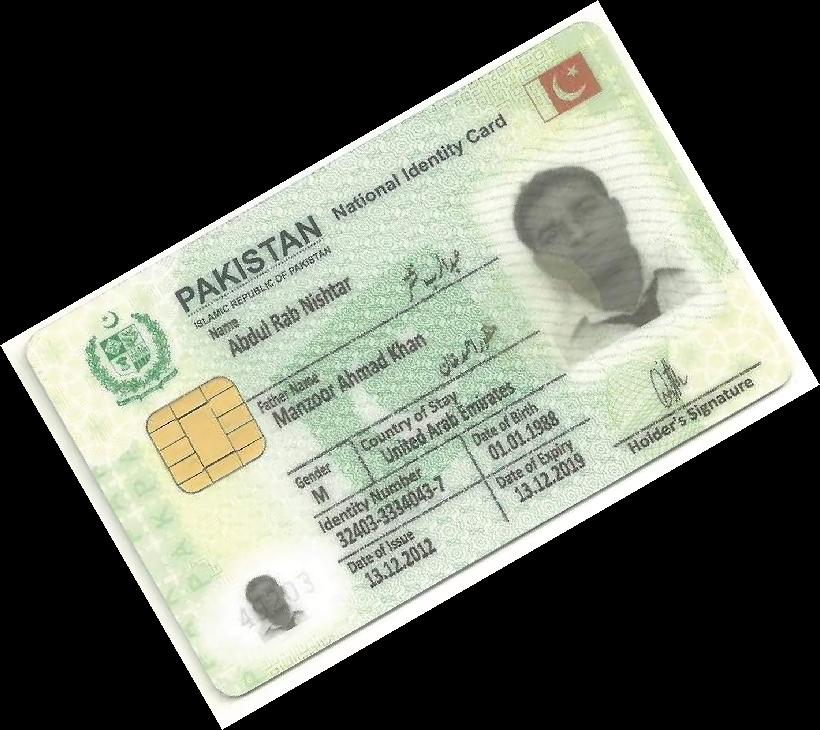 PAKISTAN National Identity Card
ISLAMIC REPUBLIC OF PAKISTAN
Name
Abdul Rab Nishtar
عبدالرب نشتر
Father Name
Manzoor Ahmad Khan
منظور احمد خان
Gender
M
Country of Stay
United Arab Emirates
Identity Number
32403-3334043-7
Date of Birth
01.01.1988
Date of Issue
13.12.2012
Date of Expiry
13.12.2019
Holder's Signature